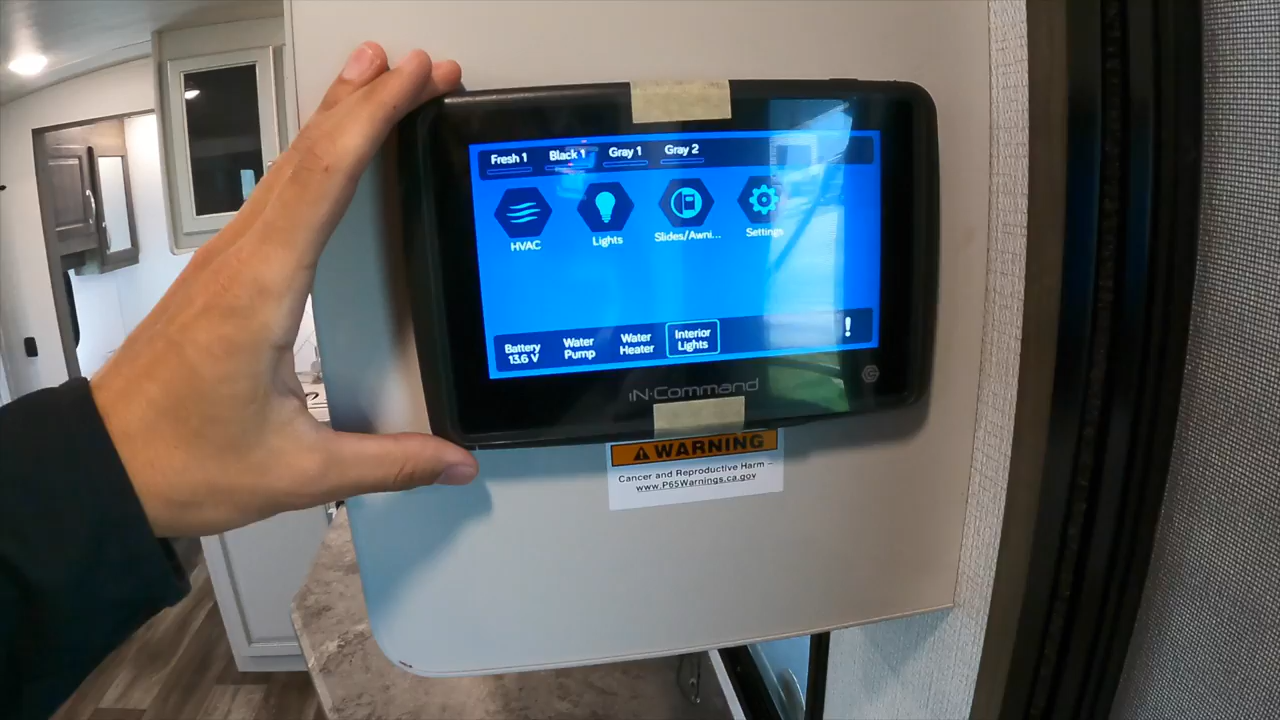 Fresh 1 Black 1 Gray 1 Gray 2
HVAC Lights Slides/Awni... Settings
Battery
13.6 V
Water
Pump
Water
Heater
Interior
Lights
!
iN·Command
WARNING
Cancer and Reproductive Harm –
www.P65Warnings.ca.gov